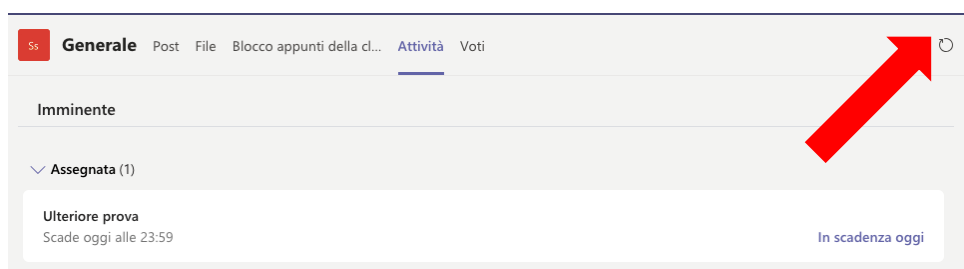 Ss Generale Post File Blocco appunti della cl... Attività Voti
Imminente
Assegnata (1)
Ulteriore prova
Scade oggi alle 23:59
In scadenza oggi